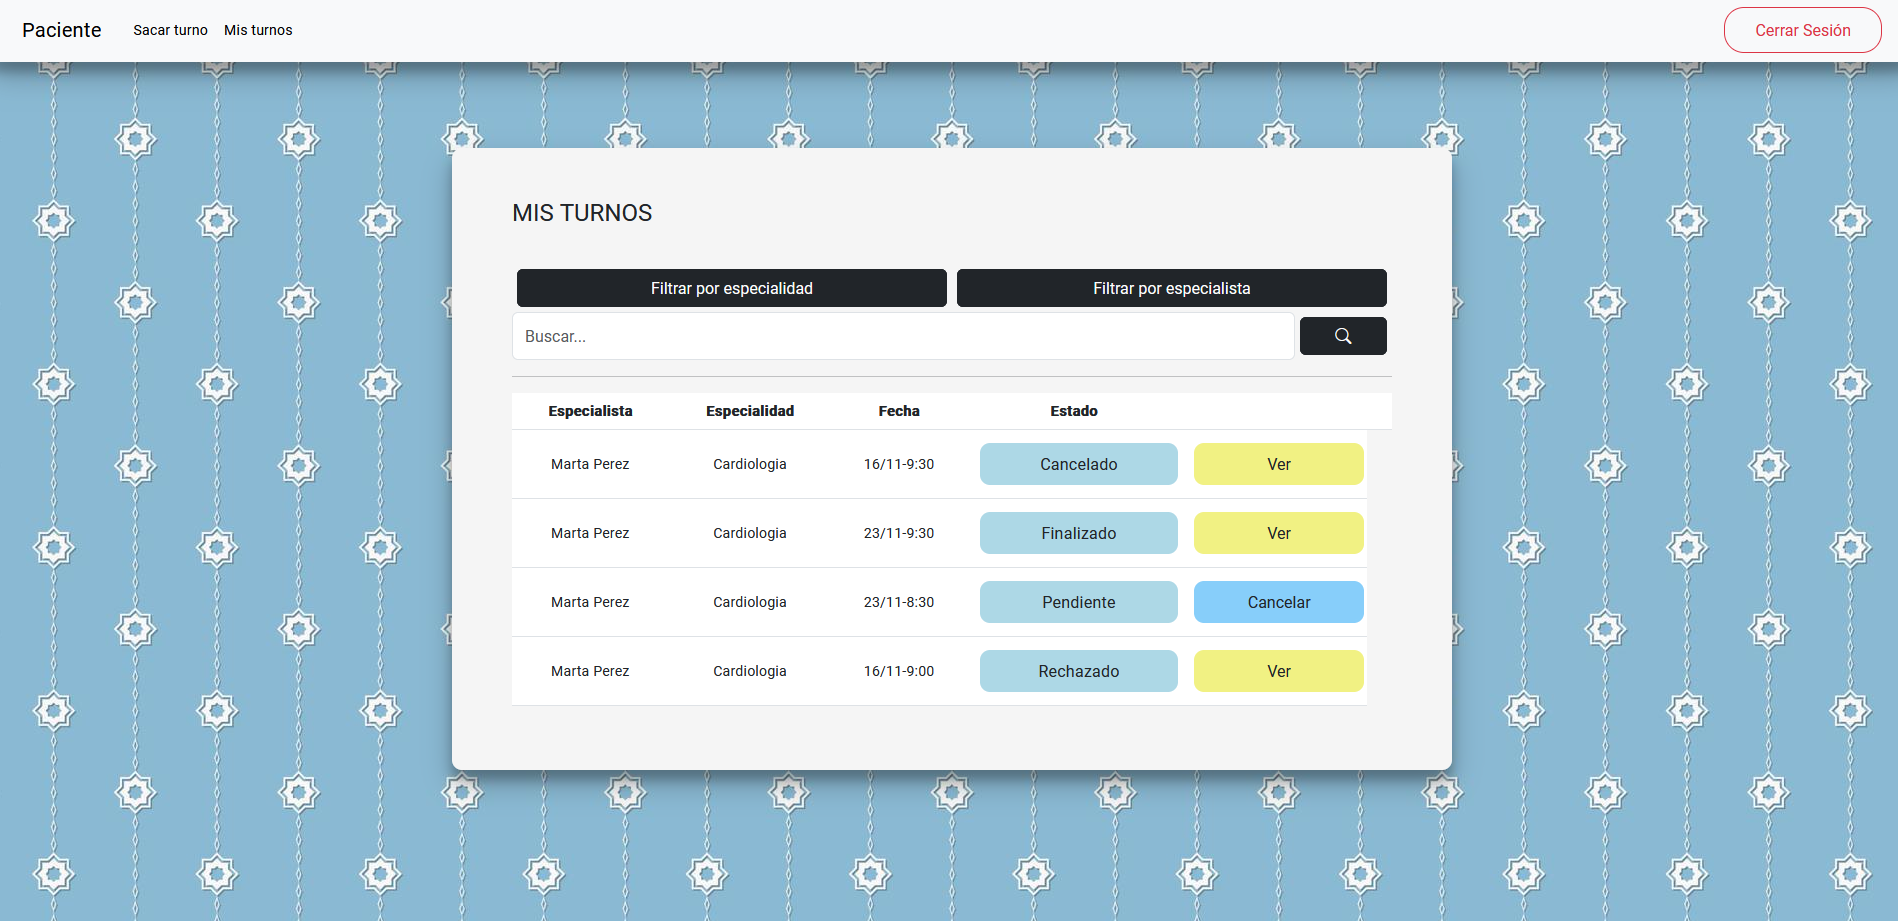 Paciente Sacar turno Mis turnos Cerrar Sesión
MIS TURNOS
Filtrar por especialidad Filtrar por especialista
Buscar...
Especialista Especialidad Fecha Estado
Marta Perez Cardiologia 16/11-9:30 Cancelado Ver
Marta Perez Cardiologia 23/11-9:30 Finalizado Ver
Marta Perez Cardiologia 23/11-8:30 Pendiente Cancelar
Marta Perez Cardiologia 16/11-9:00 Rechazado Ver